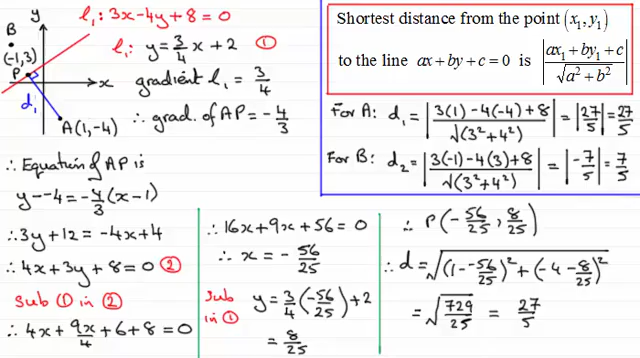 y
l₁: 3x-4y+8=0
B
(-1,3)
P
x
d₁
A(1,-4)
l₁: y = 3/4 x + 2 ①
gradient l₁ = 3/4
∴ grad. of AP = -4/3
∴ Equation of AP is
y--4 = -4/3 (x-1)
∴ 3y+12 = -4x+4
∴ 4x+3y+8=0 ②
Sub ① in ②
∴ 4x + 9x/4 + 6 + 8 = 0
∴ 16x+9x+56 = 0
∴ x = -56/25
Sub in ① y = 3/4 (-56/25) + 2
= 8/25
Shortest distance from the point (x₁, y₁)
to the line ax+by+c=0 is |ax₁+by₁+c / √a²+b²|
For A: d₁ = |3(1)-4(-4)+8 / √(3²+4²)| = |27/5| = 27/5
For B: d₂ = |3(-1)-4(3)+8 / √(3²+4²)| = |-7/5| = 7/5
∴ P(-56/25, 8/25)
∴ d = √(1--56/25)² + (-4-8/25)²
= √729/25 = 27/5